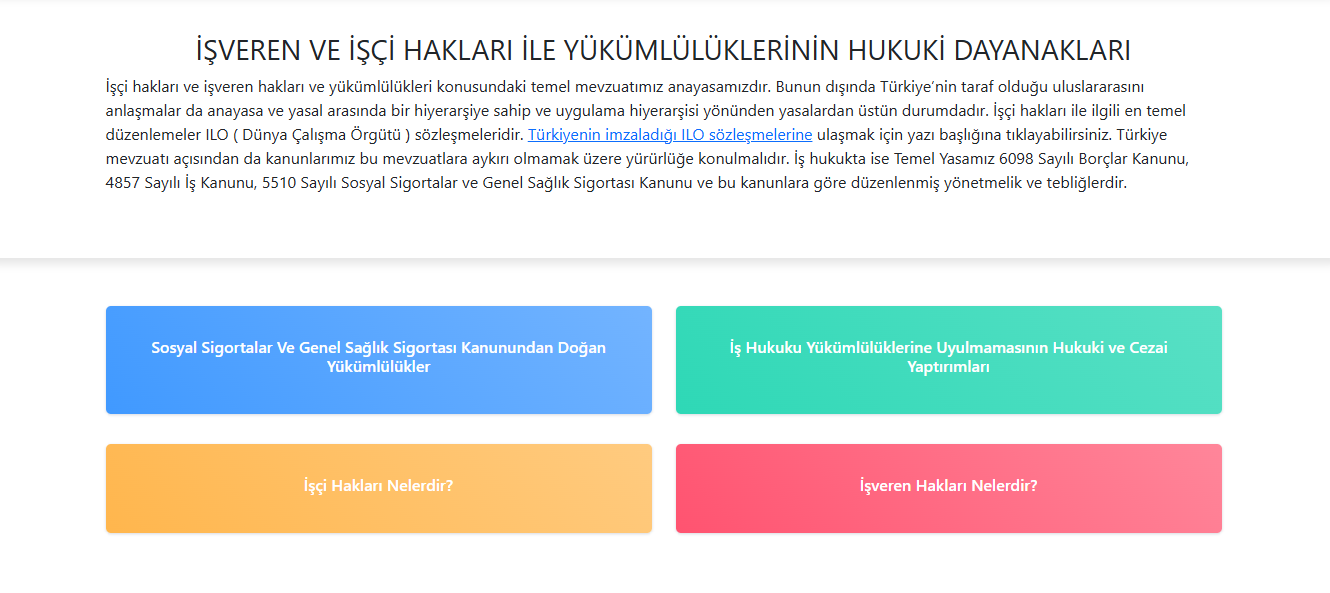 İŞVEREN VE İŞÇİ HAKLARI İLE YÜKÜMLÜLÜKLERİNİN HUKUKİ DAYANAKLARI
İşçi hakları ve işveren hakları ve yükümlülükleri konusundaki temel mevzuatımız anayasamızdır. Bunun dışında Türkiye’nin taraf olduğu uluslararasını
anlaşmalar da anayasa ve yasal arasında bir hiyerarşiye sahip ve uygulama hiyerarşisi yönünden yasalardan üstün durumdadır. İşçi hakları ile ilgili en temel
düzenlemeler ILO ( Dünya Çalışma Örgütü ) sözleşmeleridir. Türkiyenin imzaladığı ILO sözleşmelerine ulaşmak için yazı başlığına tıklayabilirsiniz. Türkiye
mevzuatı açısından da kanunlarımız bu mevzuatlara aykırı olmamak üzere yürürlüğe konulmalıdır. İş hukukta ise Temel Yasamız 6098 Sayılı Borçlar Kanunu,
4857 Sayılı İş Kanunu, 5510 Sayılı Sosyal Sigortalar ve Genel Sağlık Sigortası Kanunu ve bu kanunlara göre düzenlenmiş yönetmelik ve tebliğlerdir.
Sosyal Sigortalar Ve Genel Sağlık Sigortası Kanunundan Doğan
Yükümlülükler
İş Hukuku Yükümlülüklerine Uyulmamasının Hukuki ve Cezai
Yaptırımları
İşçi Hakları Nelerdir?
İşveren Hakları Nelerdir?